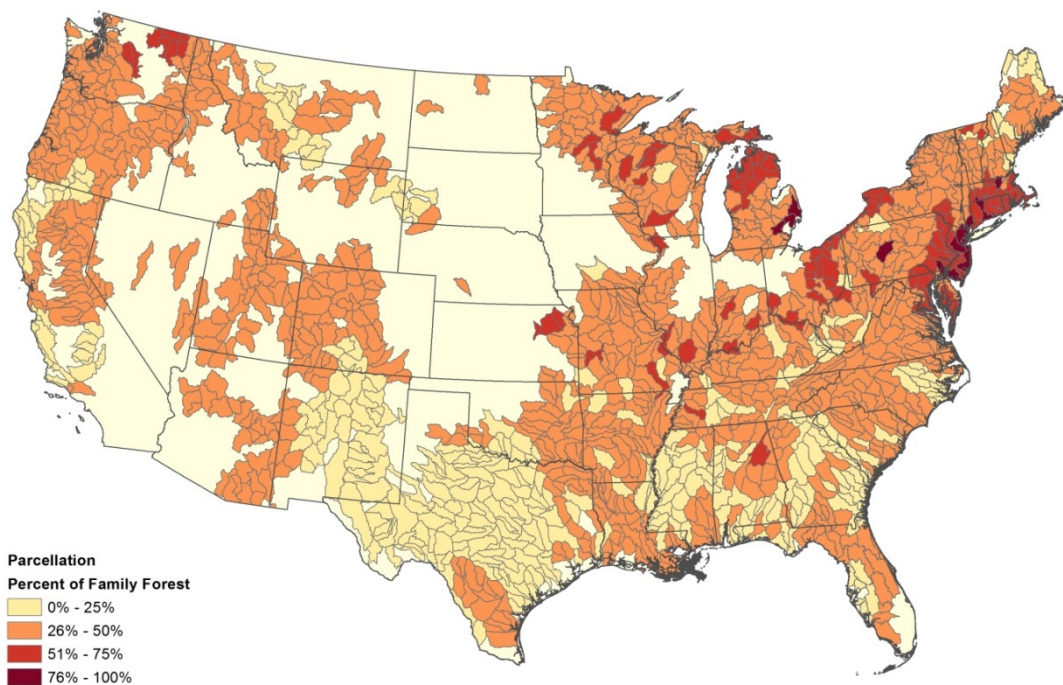 Parcellation
Percent of Family Forest
0% - 25%
26% - 50%
51% - 75%
76% - 100%